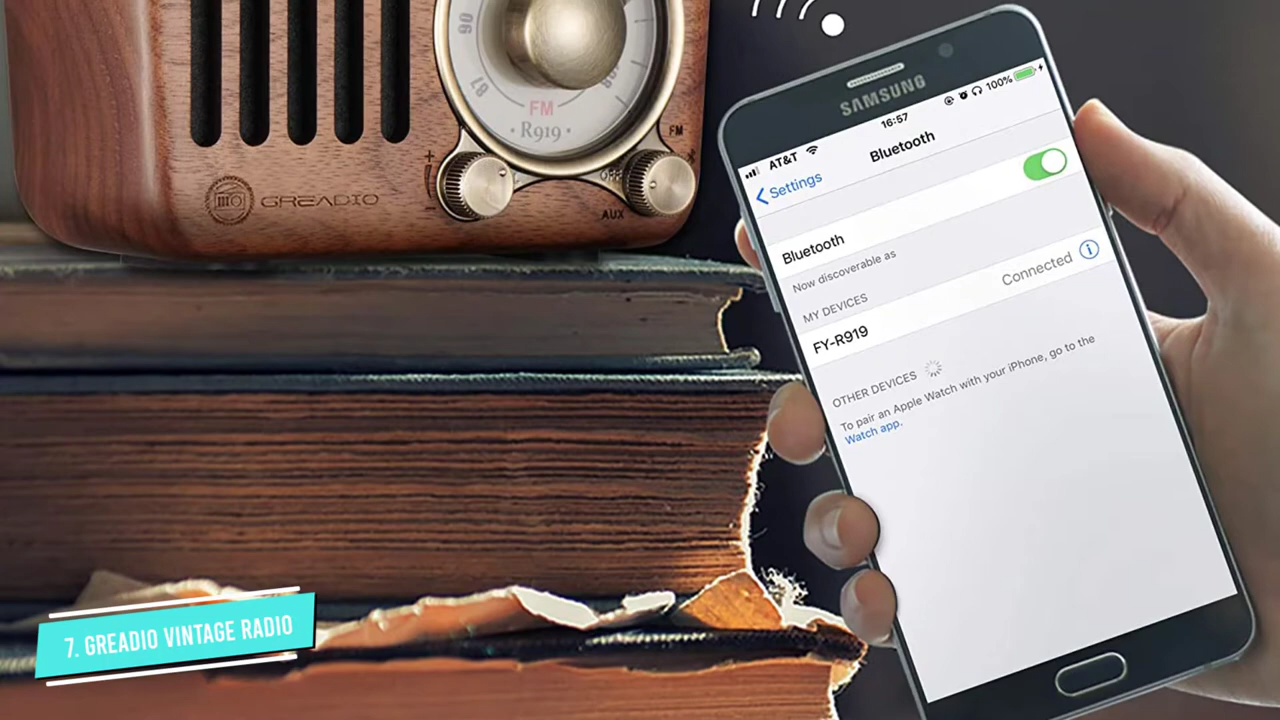 90
87
FM
R919
FM
OFF
AUX
GREADIO
SAMSUNG
100%
16:57
AT&T
Bluetooth
Settings
Bluetooth
Now discoverable as
MY DEVICES
FY-R919
Connected
OTHER DEVICES
To pair an Apple Watch with your iPhone, go to the
Watch app.
7. GREADIO VINTAGE RADIO